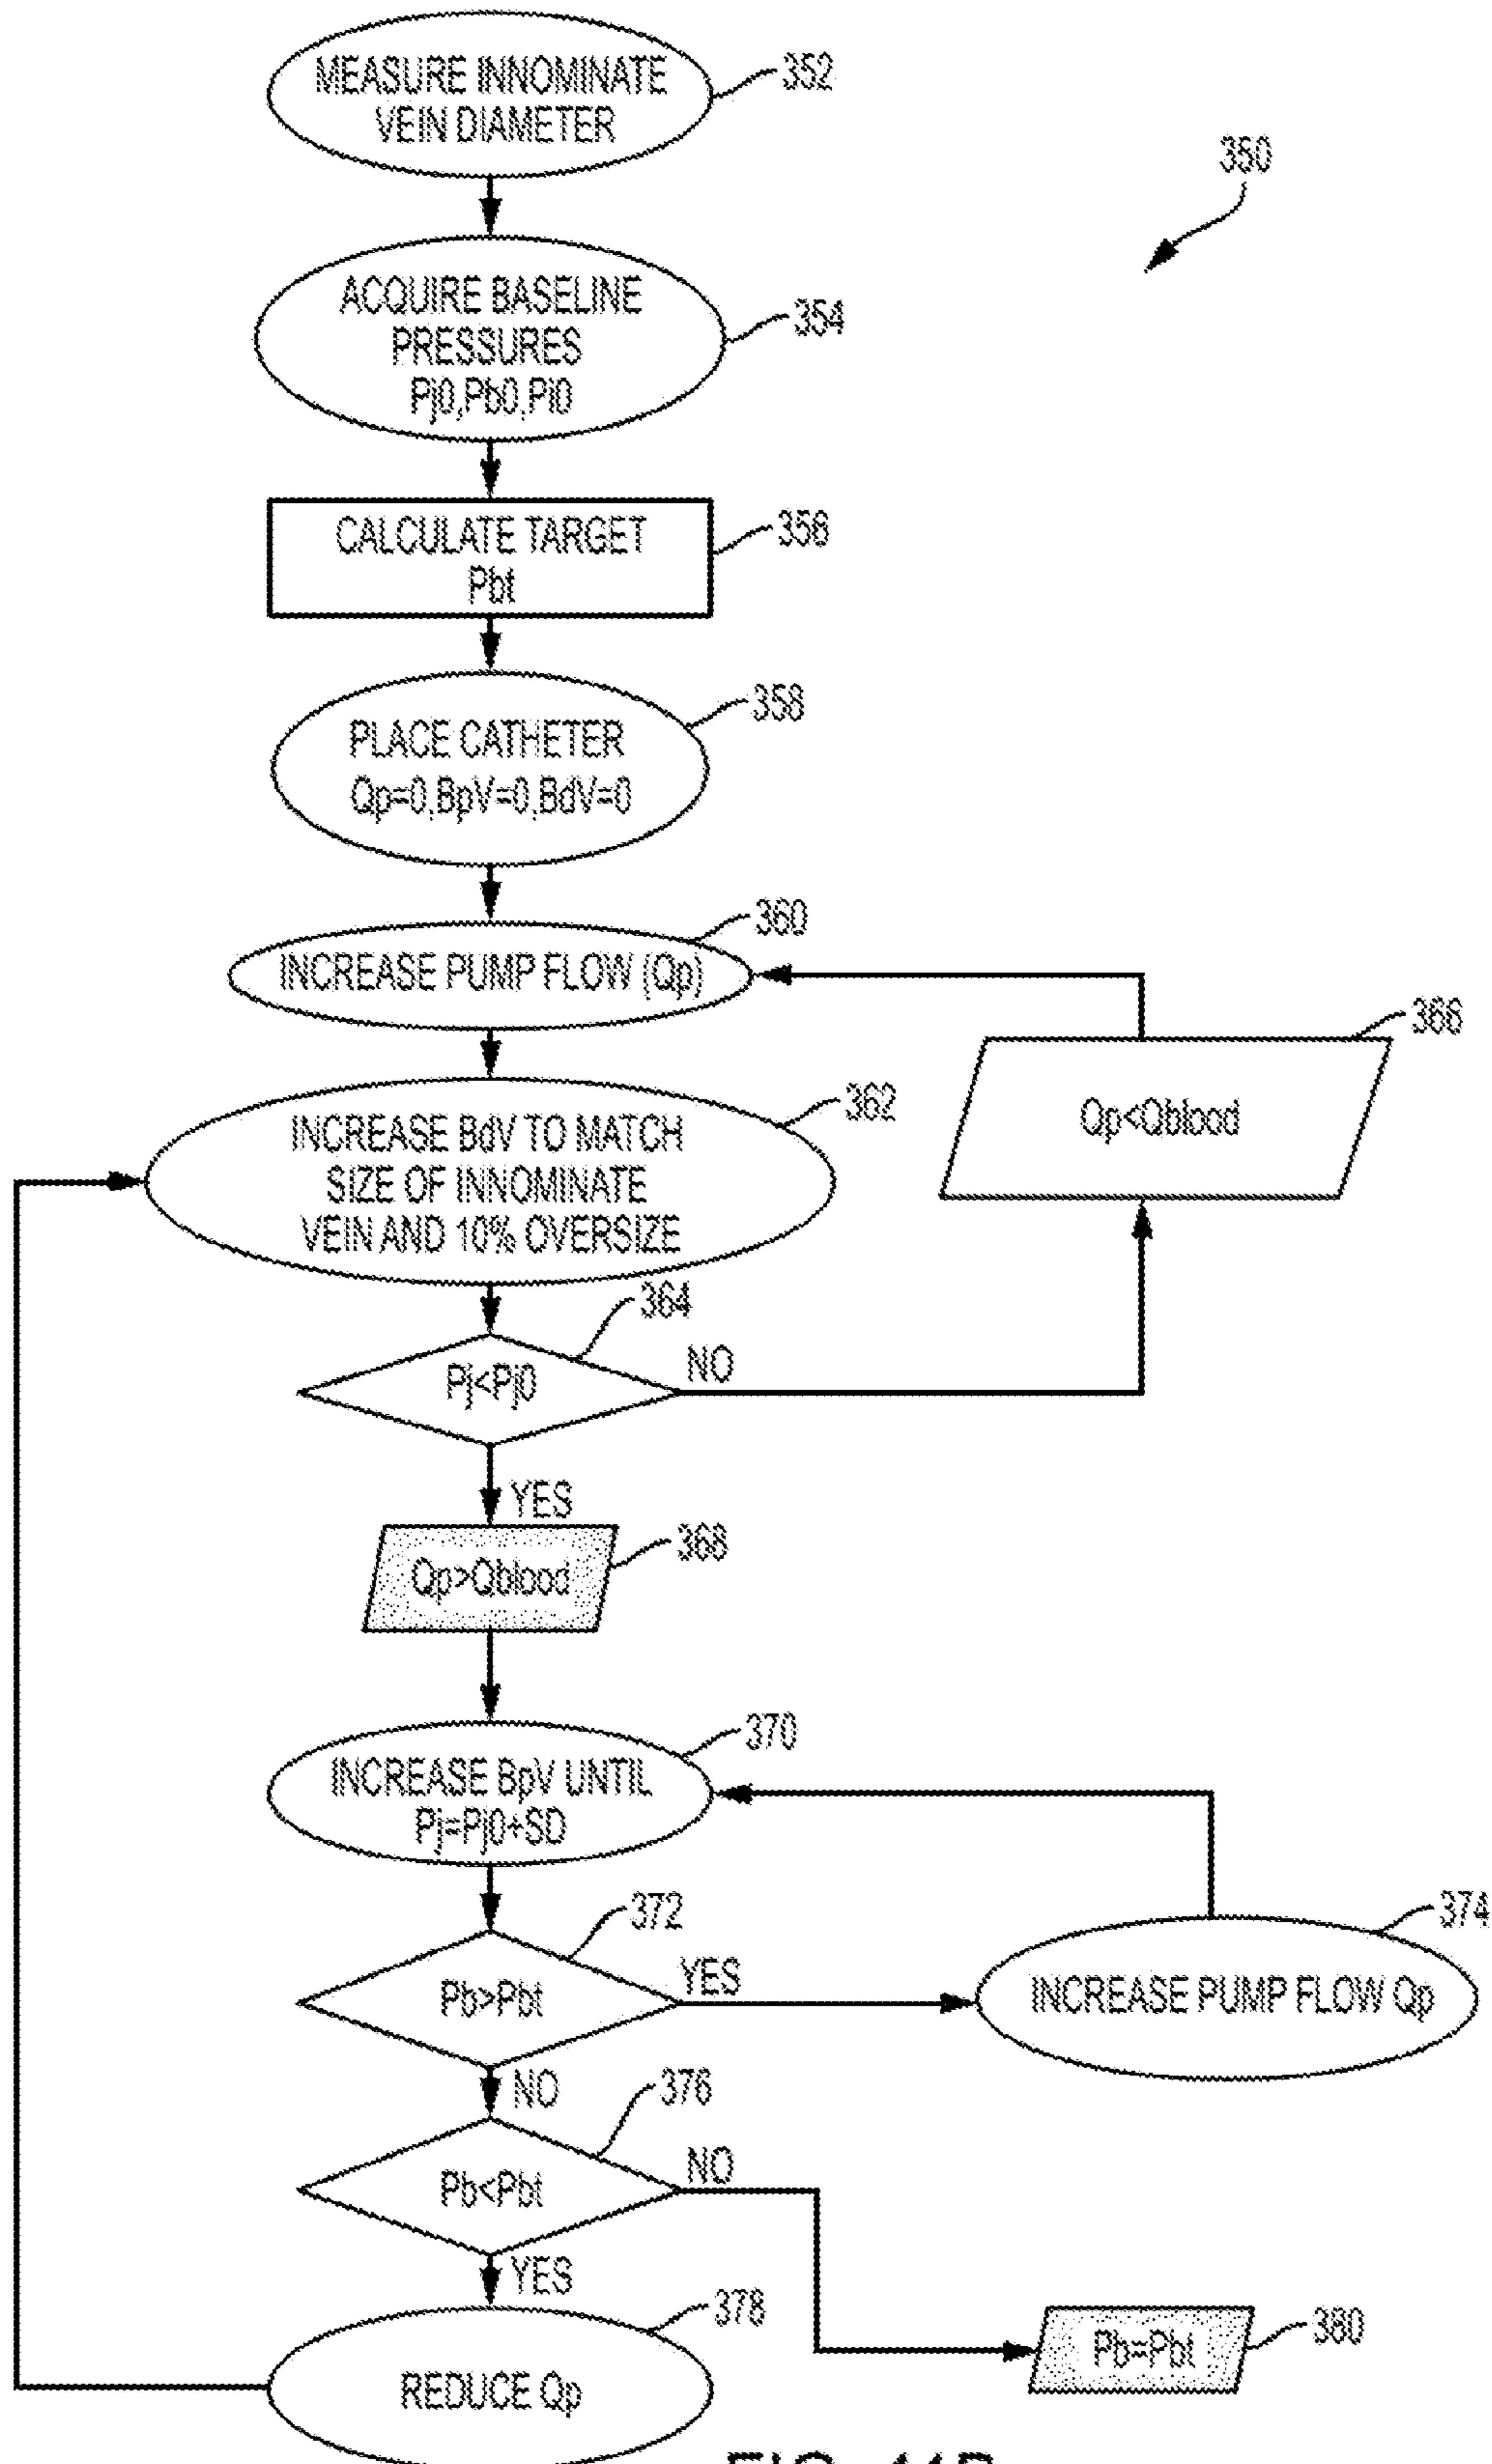 MEASURE INNOMINATE
VEIN DIAMETER
352
350
ACQUIRE BASELINE
PRESSURES
Pj0,Pb0,Pi0
354
CALCULATE TARGET
Pbt
356
PLACE CATHETER
Qp=0,BpV=0,BdV=0
358
INCREASE PUMP FLOW (Qp)
360
Qp<Qblood
366
INCREASE BdV TO MATCH
SIZE OF INNOMINATE
VEIN AND 10% OVERSIZE
362
Pj<Pj0
364
NO
YES
Qp>Qblood
368
INCREASE BpV UNTIL
Pj=Pj0+SD
370
Pb>Pbt
372
YES
INCREASE PUMP FLOW Qp
374
NO
Pb<Pbt
376
NO
YES
REDUCE Qp
378
Pb=Pbt
380